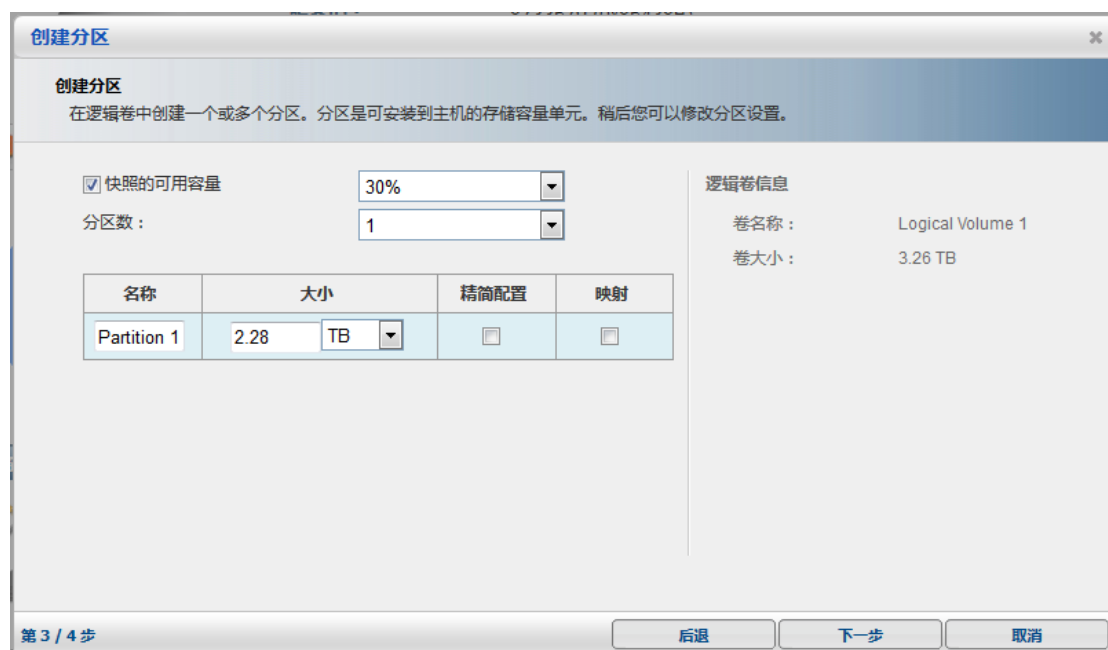 创建分区
创建分区
在逻辑卷中创建一个或多个分区。分区是可安装到主机的存储容量单元。稍后您可以修改分区设置。
快照的可用容量 30%
分区数： 1
名称 大小 精简配置 映射
Partition 1 2.28 TB
逻辑卷信息
卷名称： Logical Volume 1
卷大小： 3.26 TB
第 3 / 4 步 后退 下一步 取消